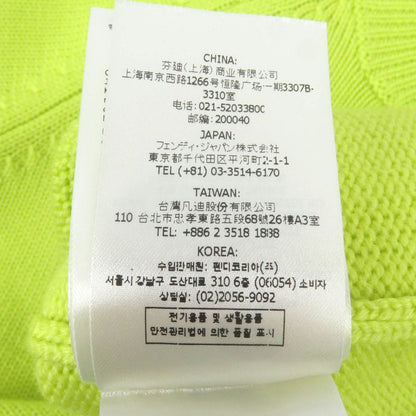 CHINA:
芬迪(上海)商业有限公司
上海南京西路1266号恒隆广场一期3307B-
3310室
电话: 021-52033800
邮编: 200040
JAPAN:
フェンディ・ジャパン株式会社
東京都千代田区平河町2-1-1
TEL (+81) 03-3514-6170
TAIWAN:
台灣凡迪股份有限公司
110 台北市忠孝東路五段68號26樓A3室
TEL: +886 2 3518 1838
KOREA:
수입판매원: 펜디코리아(유)
서울시 강남구 도산대로 310 6층 (06054) 소비자
상담실: (02)2056-9092
전기용품 및 생활용품
안전관리법에 의한 품질 표시